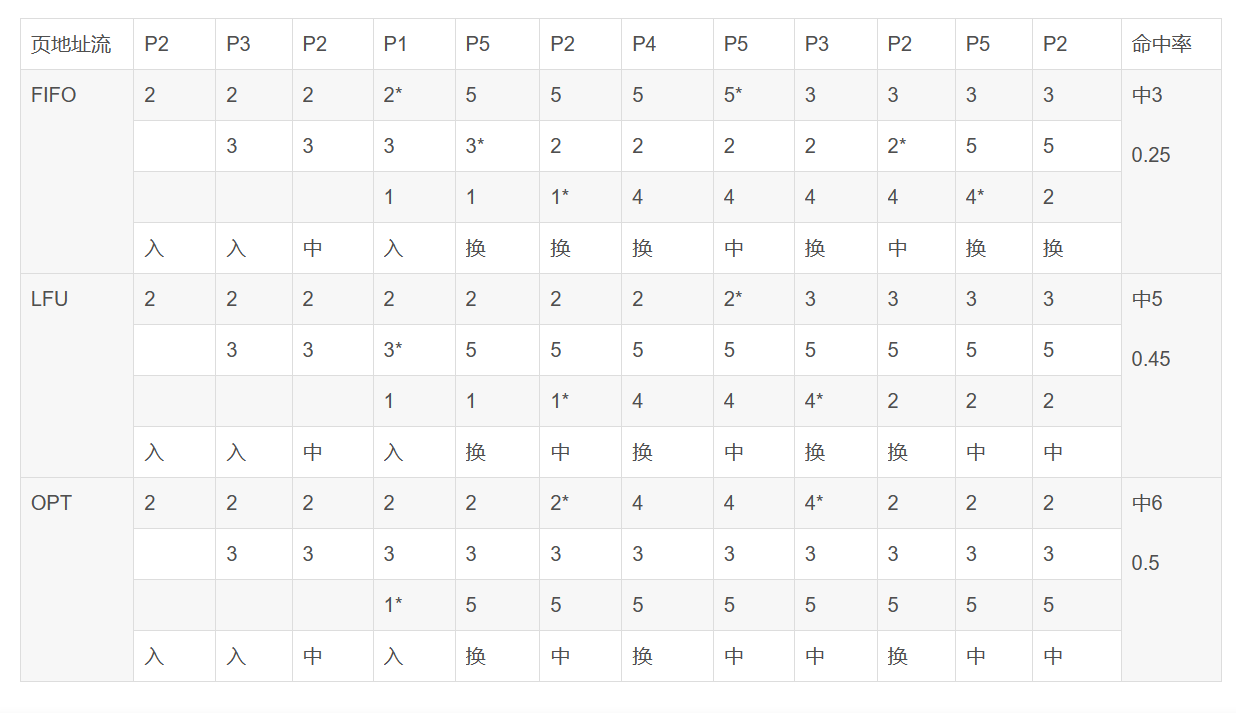 页地址流 P2 P3 P2 P1 P5 P2 P4 P5 P3 P2 P5 P2 命中率
FIFO 2 2 2 2* 5 5 5 5* 3 3 3 3 中3
3 3 3 3* 2 2 2 2 2* 5 5 0.25
1 1 1* 4 4 4 4 4* 2
入 入 中 入 换 换 换 中 换 中 换 换
LFU 2 2 2 2 2 2 2 2* 3 3 3 3 中5
3 3 3* 5 5 5 5 5 5 5 5 0.45
1 1 1* 4 4 4* 2 2 2
入 入 中 入 换 中 换 中 换 换 中 中
OPT 2 2 2 2 2 2* 4 4 4* 2 2 2 中6
3 3 3 3 3 3 3 3 3 3 3 0.5
1* 5 5 5 5 5 5 5 5
入 入 中 入 换 中 换 中 中 换 中 中